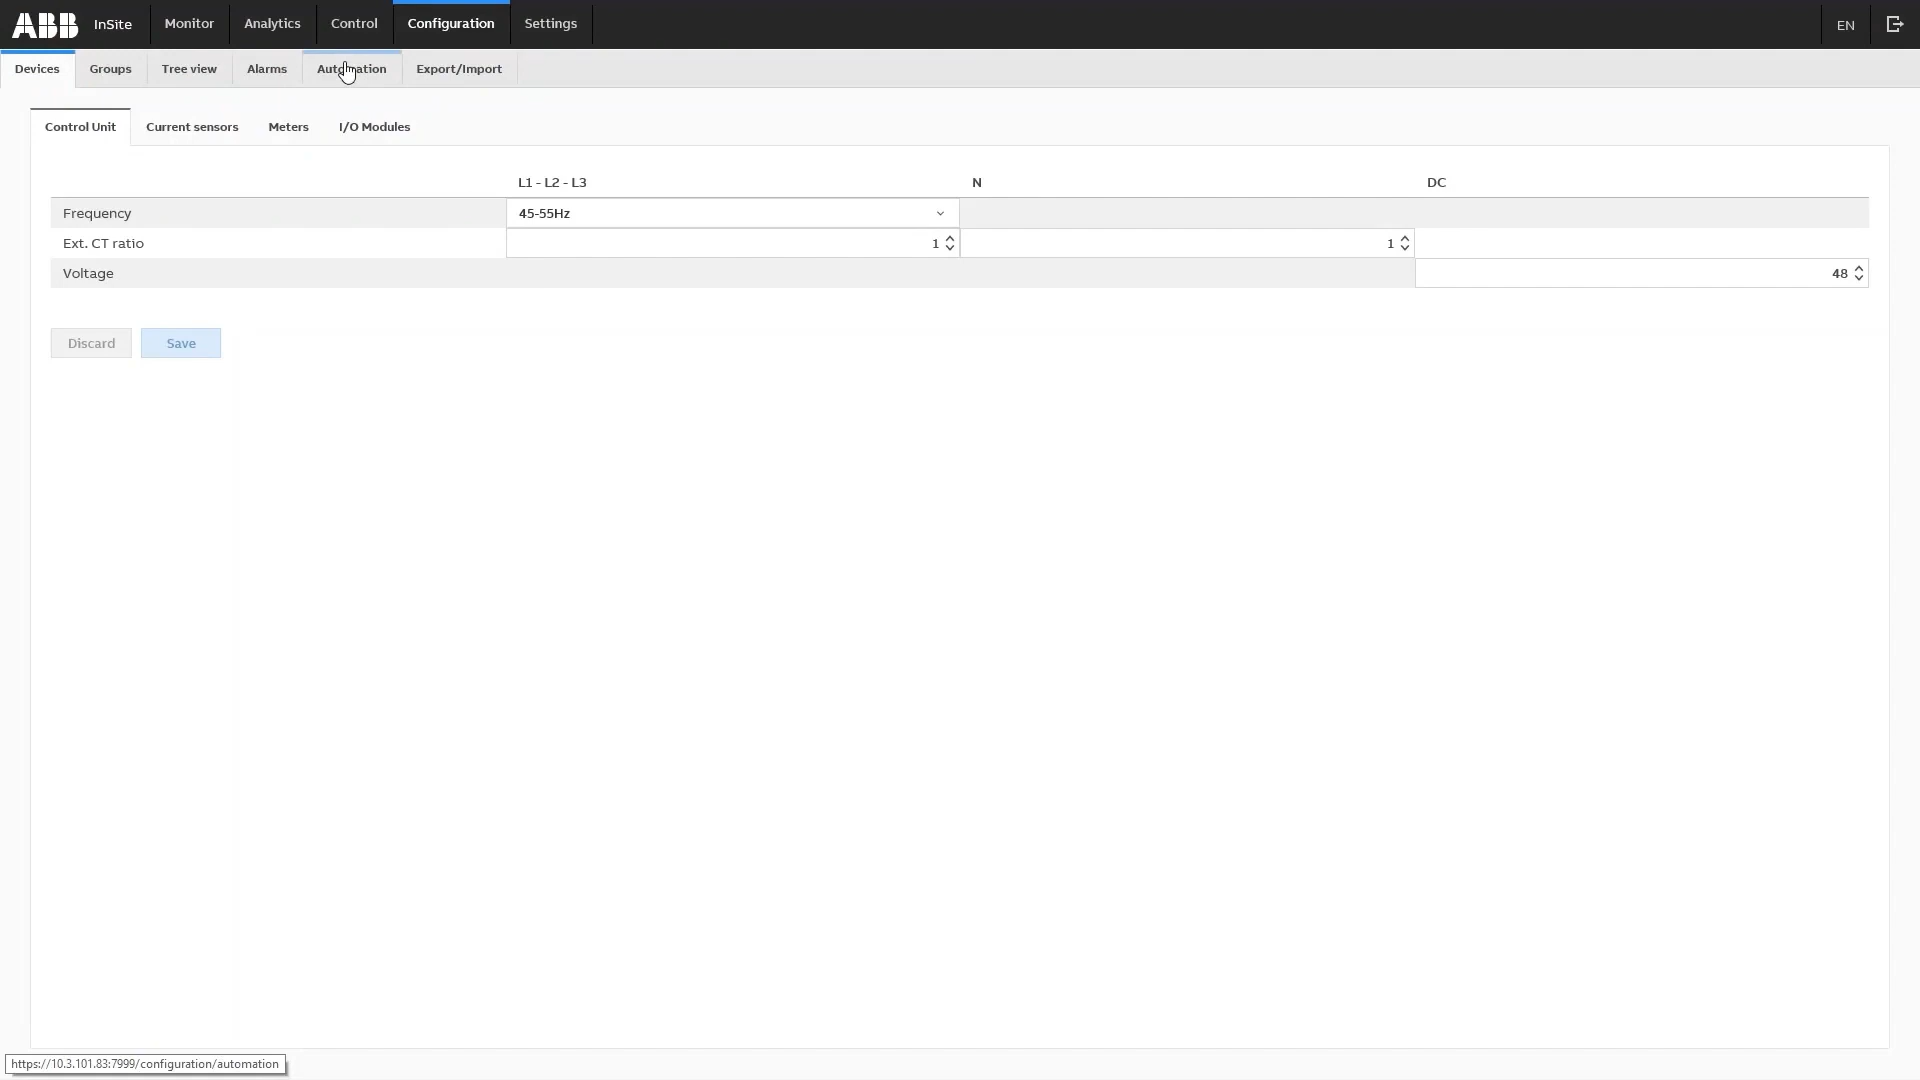 ABB InSite Monitor Analytics Control Configuration Settings EN
Devices Groups Tree view Alarms Automation Export/Import
Control Unit Current sensors Meters I/O Modules
L1 - L2 - L3 N DC
Frequency 45-55Hz
Ext. CT ratio 1 1
Voltage 48
Discard Save
https://10.3.101.83:7999/configuration/automation